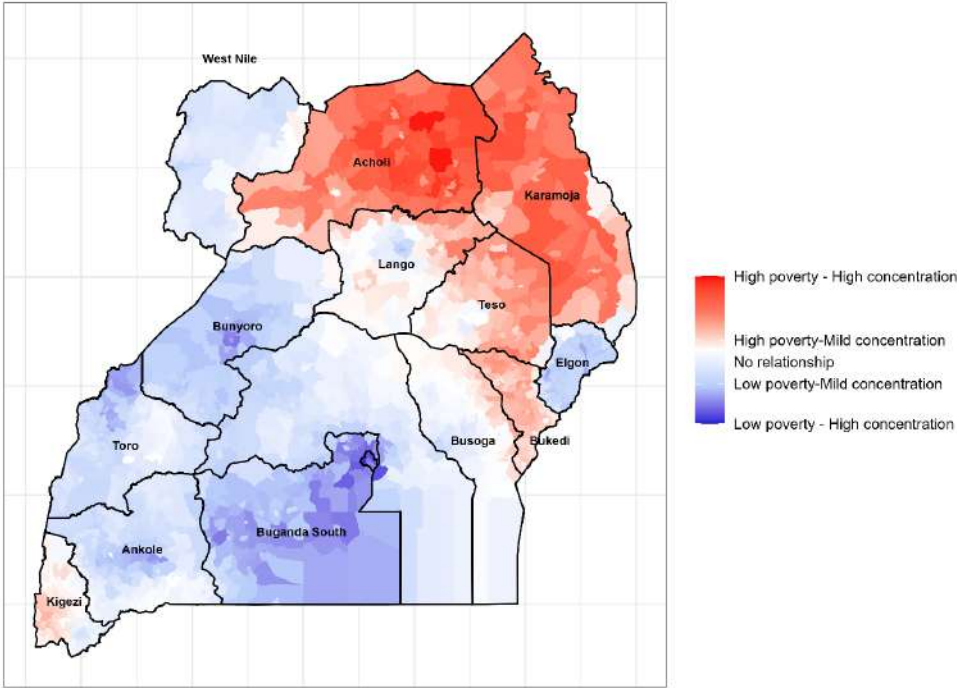 West Nile
Acholi
Karamoja
Lango
Teso
Bunyoro
Elgon
Toro
Busoga
Bukedi
Buganda South
Ankole
Kigezi
High poverty - High concentration
High poverty-Mild concentration
No relationship
Low poverty-Mild concentration
Low poverty - High concentration